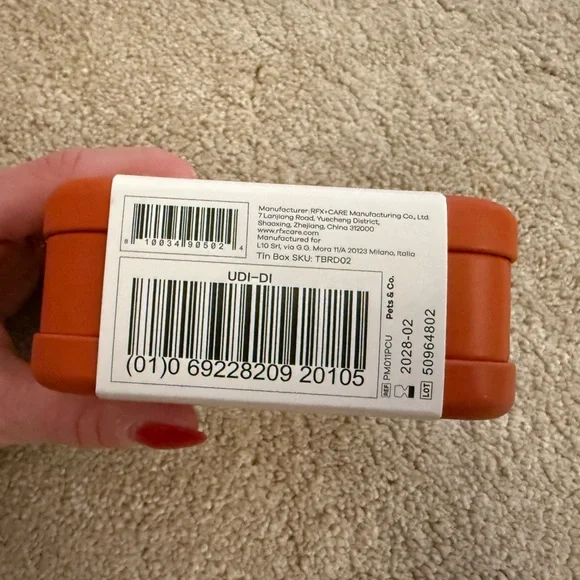 8 10034 90502 4
Manufacturer: RFX+CARE Manufacturing Co., Ltd.
7 Lanjiang Road, Yuecheng District,
Shaoxing, Zhejiang, China 312000
www.rfxcare.com
Manufactured for
L10 Srl, via G.G. Mora 11/A 20123 Milano, Italia
Tin Box SKU: TBRD02
UDI-DI
(01)0 69228209 20105
Pets & Co.
REF PM011PCU
2028-02
LOT 50964802